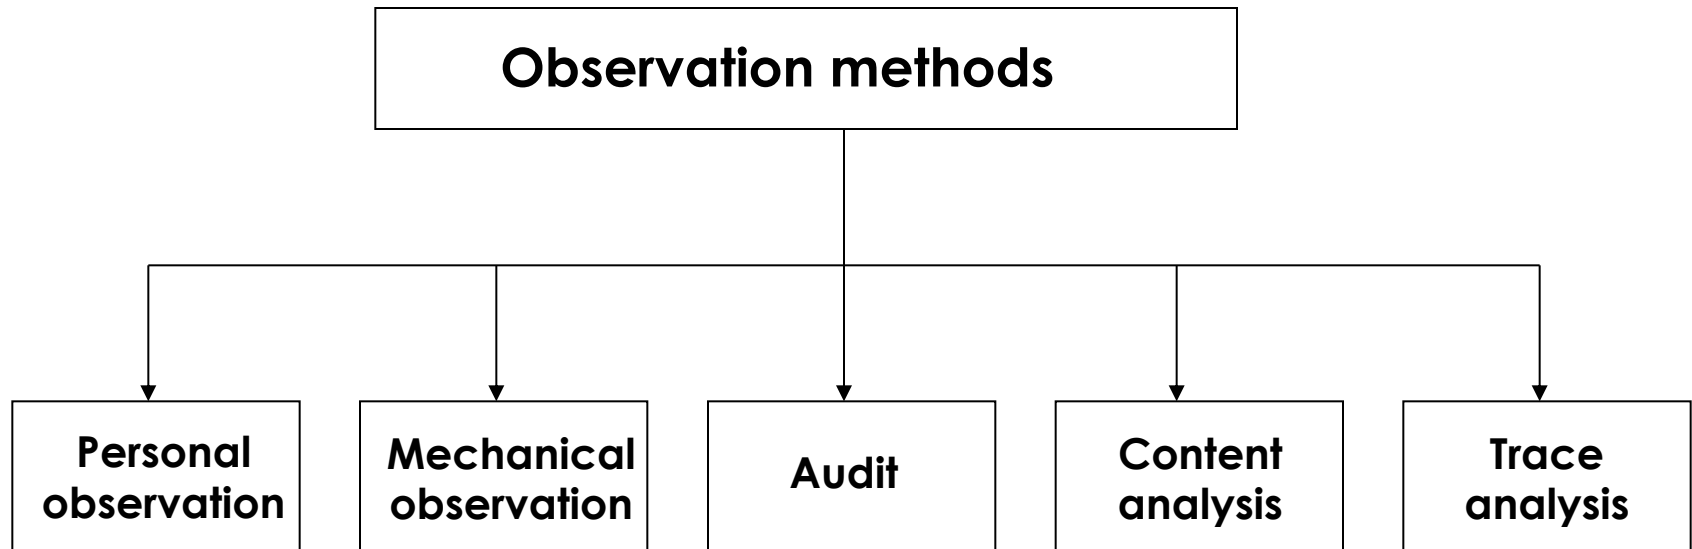 Observation methods
Personal
observation
Mechanical
observation
Audit
Content
analysis
Trace
analysis